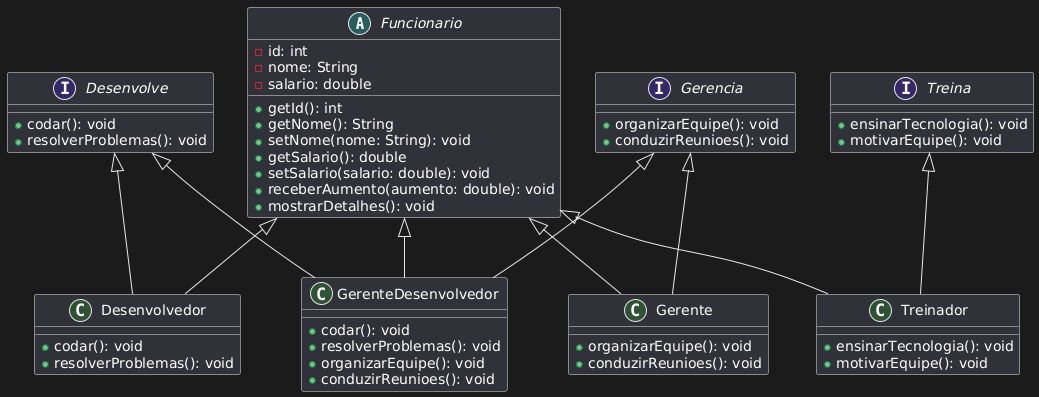 A Funcionario
id: int
nome: String
salario: double
getId(): int
getNome(): String
setNome(nome: String): void
getSalario(): double
setSalario(salario: double): void
receberAumento(aumento: double): void
mostrarDetalhes(): void
I Desenvolve
codar(): void
resolverProblemas(): void
I Gerencia
organizarEquipe(): void
conduzirReunioes(): void
I Treina
ensinarTecnologia(): void
motivarEquipe(): void
C Desenvolvedor
codar(): void
resolverProblemas(): void
C GerenteDesenvolvedor
codar(): void
resolverProblemas(): void
organizarEquipe(): void
conduzirReunioes(): void
C Gerente
organizarEquipe(): void
conduzirReunioes(): void
C Treinador
ensinarTecnologia(): void
motivarEquipe(): void